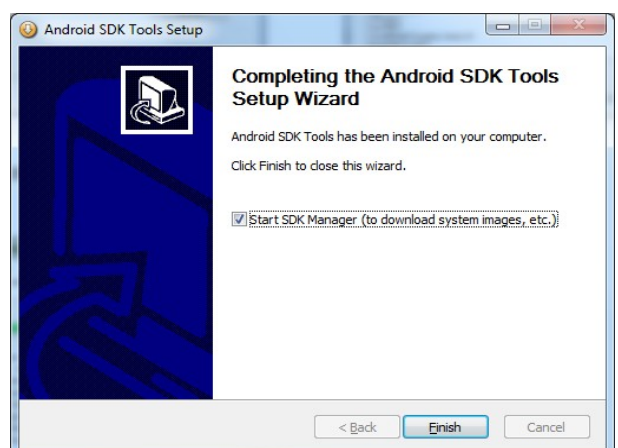 Android SDK Tools Setup
Completing the Android SDK Tools
Setup Wizard
Android SDK Tools has been installed on your computer.
Click Finish to close this wizard.
Start SDK Manager (to download system images, etc.)
< Back
Finish
Cancel